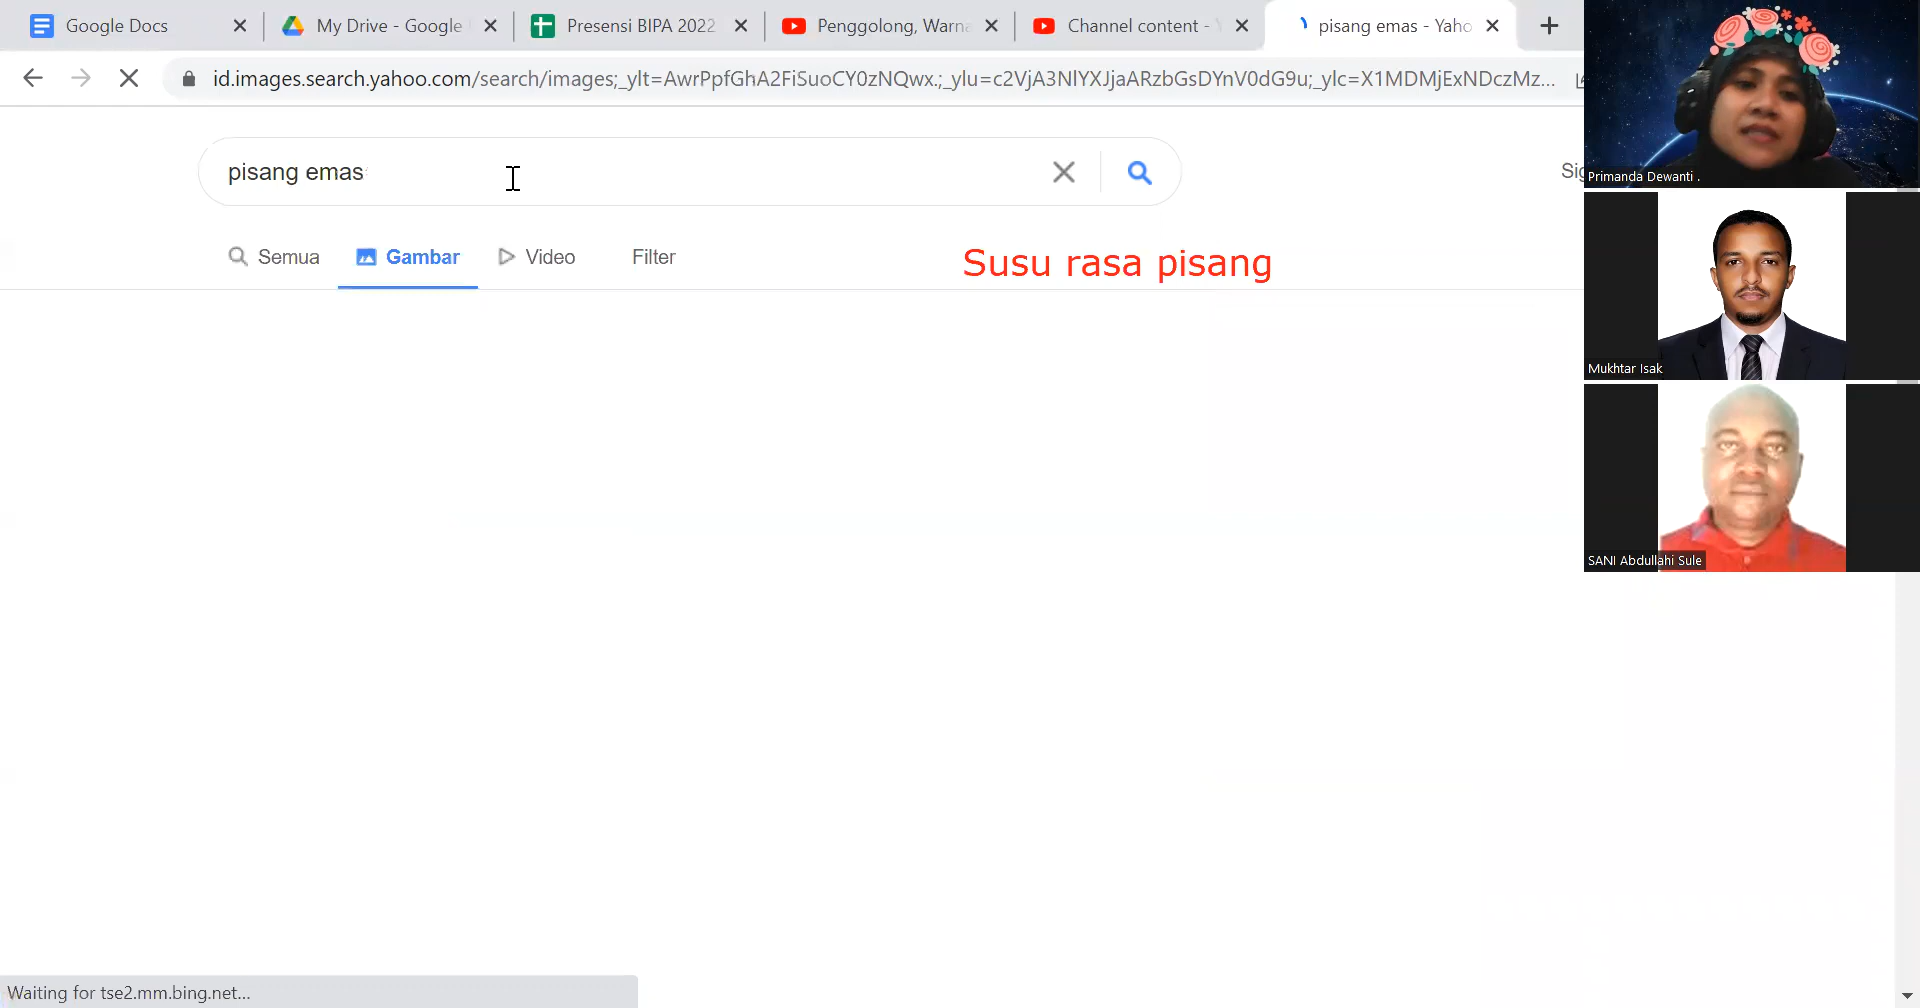 Google Docs
My Drive - Google
Presensi BIPA 2022
Penggolong, Warna
Channel content -
pisang emas - Yaho
id.images.search.yahoo.com/search/images;_ylt=AwrPpfGhA2FiSuoCY0zNQwx.;_ylu=c2VjA3NlYXJjaARzbGsDYnV0dG9u;_ylc=X1MDMjExNDczMz...
pisang emas
Sig
Semua
Gambar
Video
Filter
Susu rasa pisang
Primanda Dewanti .
Mukhtar Isak
SANI Abdullahi Sule
Waiting for tse2.mm.bing.net...